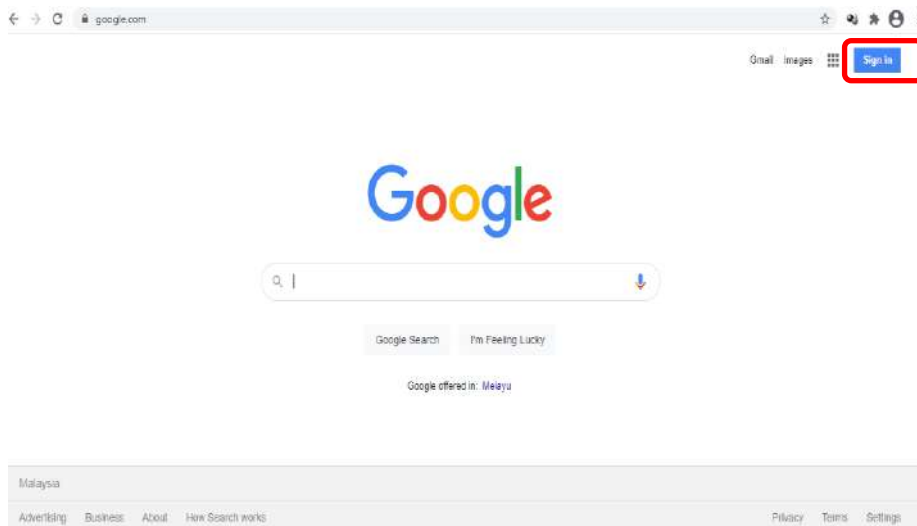 google.com
Gmail Images Sign in
Google
Google Search I'm Feeling Lucky
Google offered in: Melayu
Malaysia
Advertising Business About How Search works Privacy Terms Settings